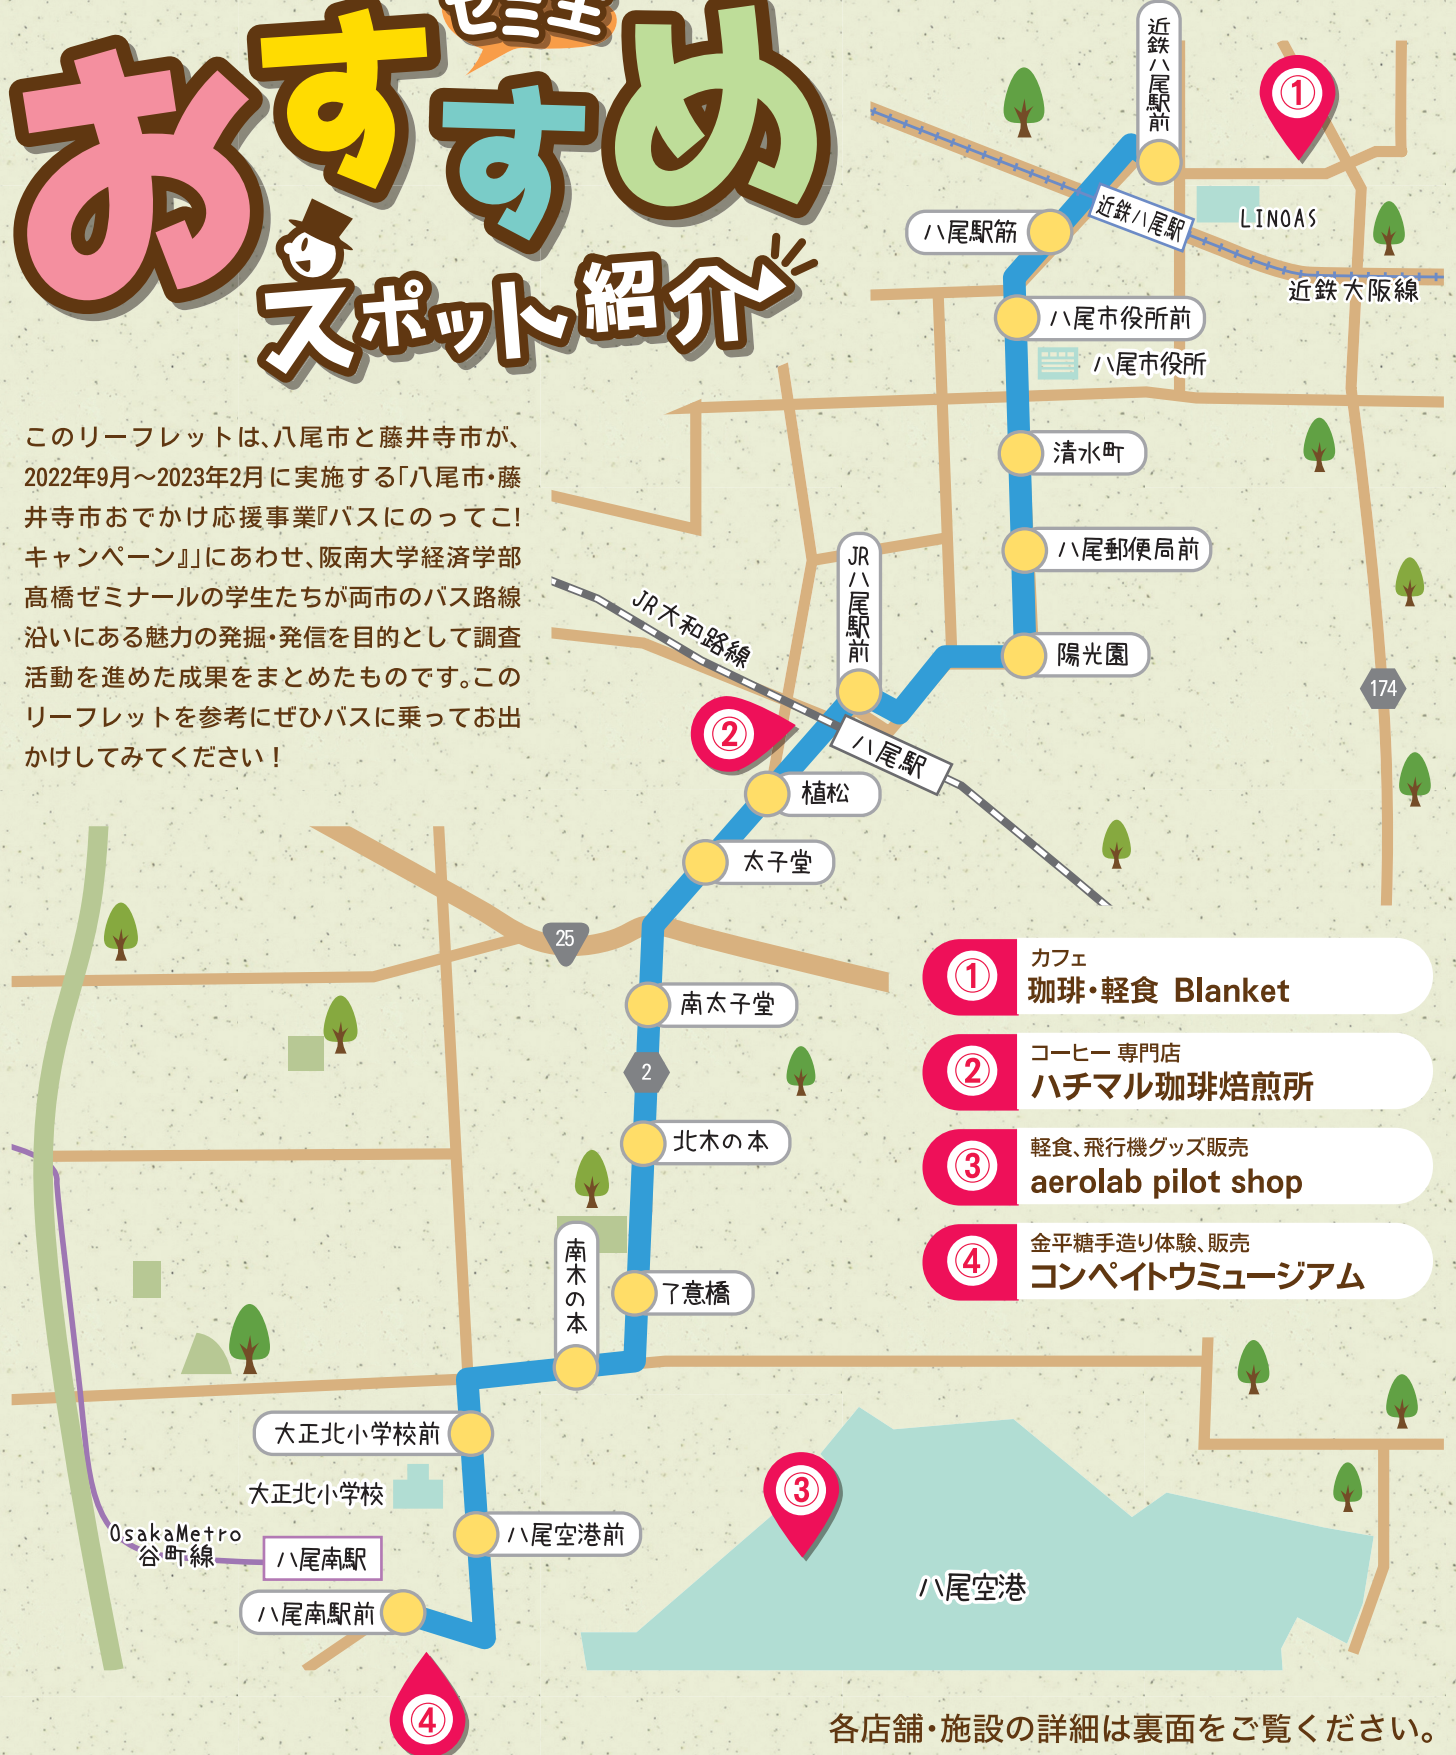 ゼミ生
おすすめ
スポット紹介
このリーフレットは、八尾市と藤井寺市が、
2022年9月～2023年2月に実施する「八尾市・藤
井寺市おでかけ応援事業『バスにのってこ!
キャンペーン』」にあわせ、阪南大学経済学部
髙橋ゼミナールの学生たちが両市のバス路線
沿いにある魅力の発掘・発信を目的として調査
活動を進めた成果をまとめたものです。この
リーフレットを参考にぜひバスに乗ってお出
かけしてみてください！
近鉄八尾駅前
①
近鉄八尾駅
LINOAS
八尾駅筋
近鉄大阪線
八尾市役所前
八尾市役所
清水町
八尾郵便局前
JR八尾駅前
JR大和路線
陽光園
174
②
八尾駅
植松
太子堂
25
南太子堂
2
北木の本
南木の本
了意橋
大正北小学校前
大正北小学校
OsakaMetro
谷町線
八尾南駅
八尾空港前
八尾南駅前
③
八尾空港
④
①
カフェ
珈琲・軽食 Blanket
②
コーヒー 専門店
ハチマル珈琲焙煎所
③
軽食、飛行機グッズ販売
aerolab pilot shop
④
金平糖手造り体験、販売
コンペイトウミュージアム
各店舗・施設の詳細は裏面をご覧ください。